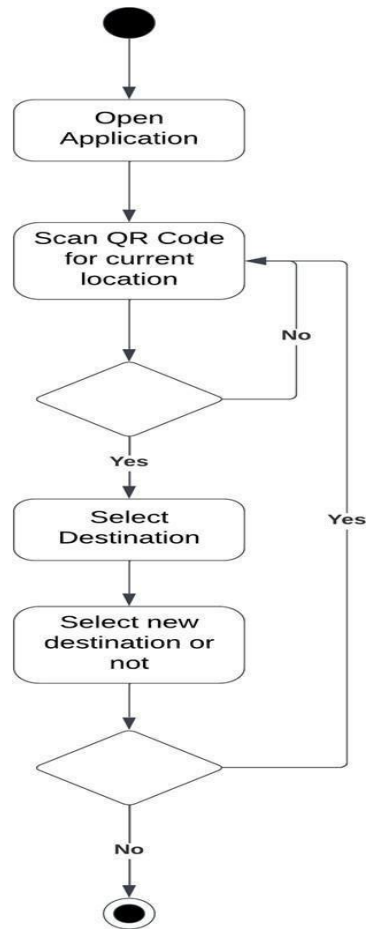 Open
Application
Scan QR Code
for current
location
No
Yes
Select
Destination
Yes
Select new
destination or
not
No